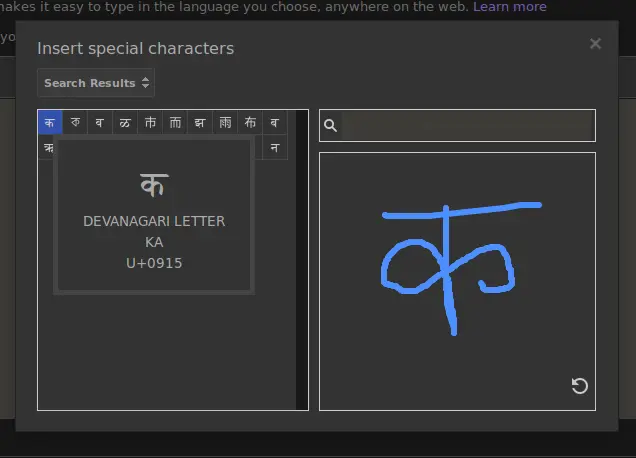 makes it easy to type in the language you choose, anywhere on the web. Learn more
yo
Insert special characters
×
Search Results
क क व ळ ਜ਼ 雨 ब
न
क
DEVANAGARI LETTER
KA
U+0915
क